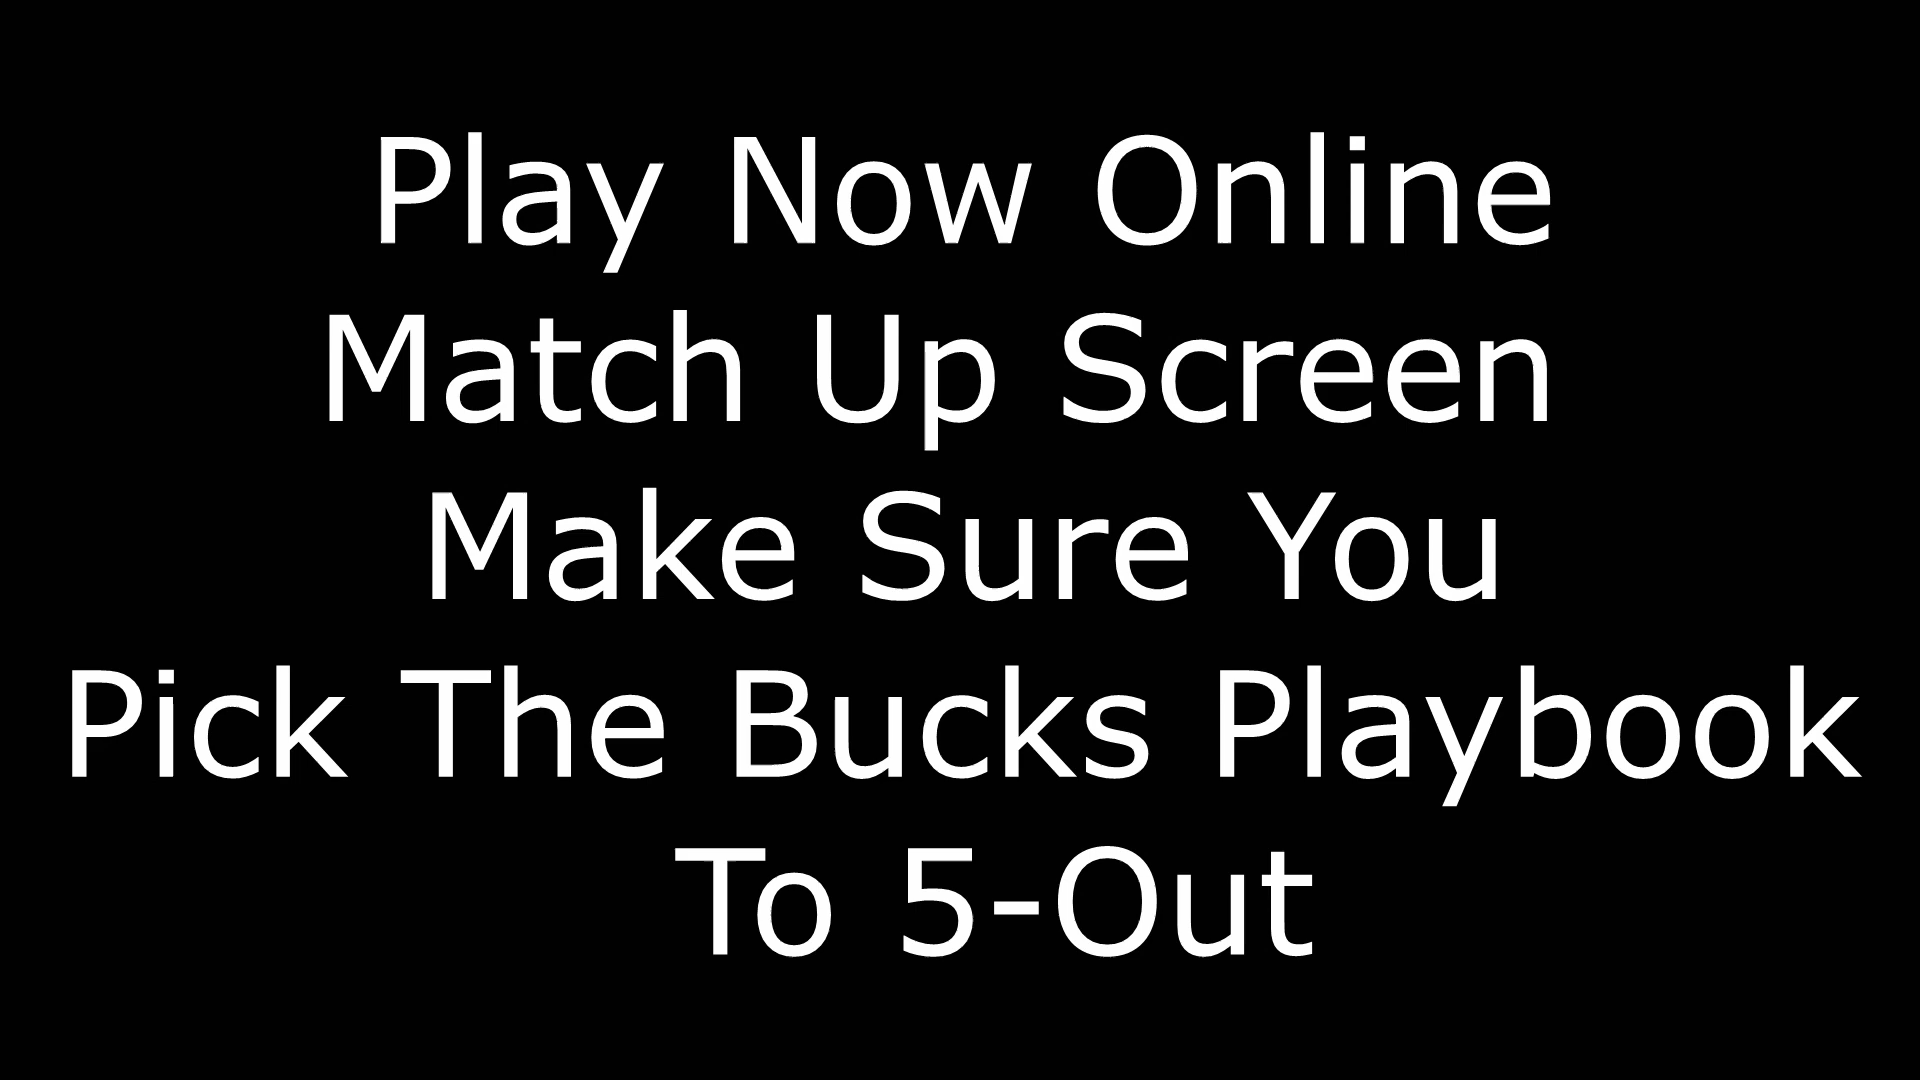 Play Now Online
Match Up Screen
Make Sure You
Pick The Bucks Playbook
To 5-Out